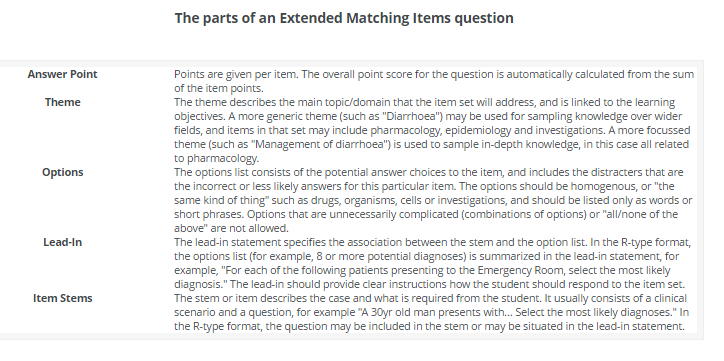 The parts of an Extended Matching Items question
Answer Point Points are given per item. The overall point score for the question is automatically calculated from the sum
of the item points.
Theme The theme describes the main topic/domain that the item set will address, and is linked to the learning
objectives. A more generic theme (such as "Diarrhoea") may be used for sampling knowledge over wider
fields, and items in that set may include pharmacology, epidemiology and investigations. A more focussed
theme (such as "Management of diarrhoea") is used to sample in-depth knowledge, in this case all related
to pharmacology.
Options The options list consists of the potential answer choices to the item, and includes the distracters that are
the incorrect or less likely answers for this particular item. The options should be homogenous, or "the
same kind of thing" such as drugs, organisms, cells or investigations, and should be listed only as words or
short phrases. Options that are unnecessarily complicated (combinations of options) or "all/none of the
above" are not allowed.
Lead-In The lead-in statement specifies the association between the stem and the option list. In the R-type format,
the options list (for example, 8 or more potential diagnoses) is summarized in the lead-in statement, for
example, "For each of the following patients presenting to the Emergency Room, select the most likely
diagnosis." The lead-in should provide clear instructions how the student should respond to the item set.
Item Stems The stem or item describes the case and what is required from the student. It usually consists of a clinical
scenario and a question, for example "A 30yr old man presents with... Select the most likely diagnoses." In
the R-type format, the question may be included in the stem or may be situated in the lead-in statement.